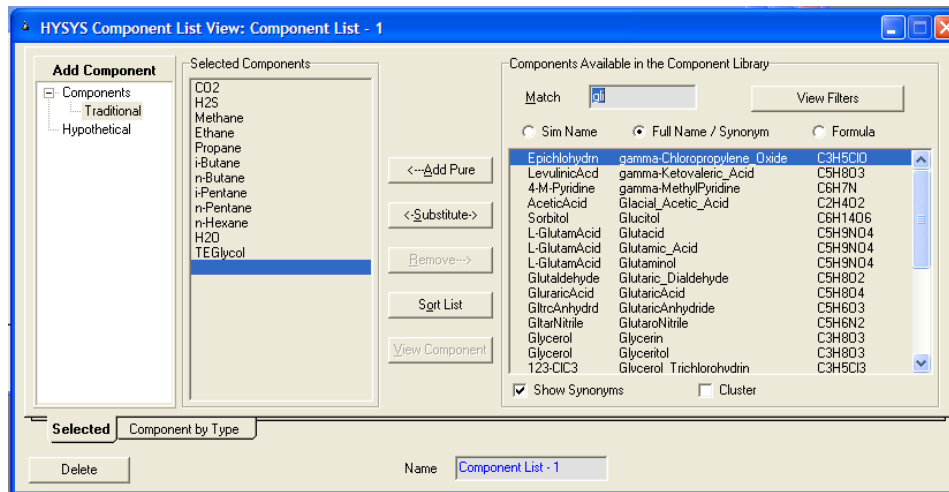 HYSYS Component List View: Component List - 1
Add Component
Components
Traditional
Hypothetical
Selected Components
CO2
H2S
Methane
Ethane
Propane
i-Butane
n-Butane
i-Pentane
n-Pentane
n-Hexane
H2O
TEGlycol
<---Add Pure
<-Substitute->
Remove--->
Sort List
View Component
Components Available in the Component Library
Match gli View Filters
Sim Name Full Name / Synonym Formula
Epichlohydrn gamma-Chloropropylene_Oxide C3H5ClO
LevulinicAcd gamma-Ketovaleric_Acid C5H8O3
4-M-Pyridine gamma-MethylPyridine C6H7N
AceticAcid Glacial_Acetic_Acid C2H4O2
Sorbitol Glucitol C6H14O6
L-GlutamAcid Glutacid C5H9NO4
L-GlutamAcid Glutamic_Acid C5H9NO4
L-GlutamAcid Glutaminol C5H9NO4
Glutaldehyde Glutaric_Dialdehyde C5H8O2
GluraricAcid GlutaricAcid C5H8O4
GltrcAnhydrd GlutaricAnhydride C5H6O3
GltarNitrile GlutaroNitrile C5H6N2
Glycerol Glycerin C3H8O3
Glycerol Glyceritol C3H8O3
123-ClC3 Glycerol_Trichlorohydrin C3H5Cl3
Show Synonyms Cluster
Selected Component by Type
Delete Name Component List - 1